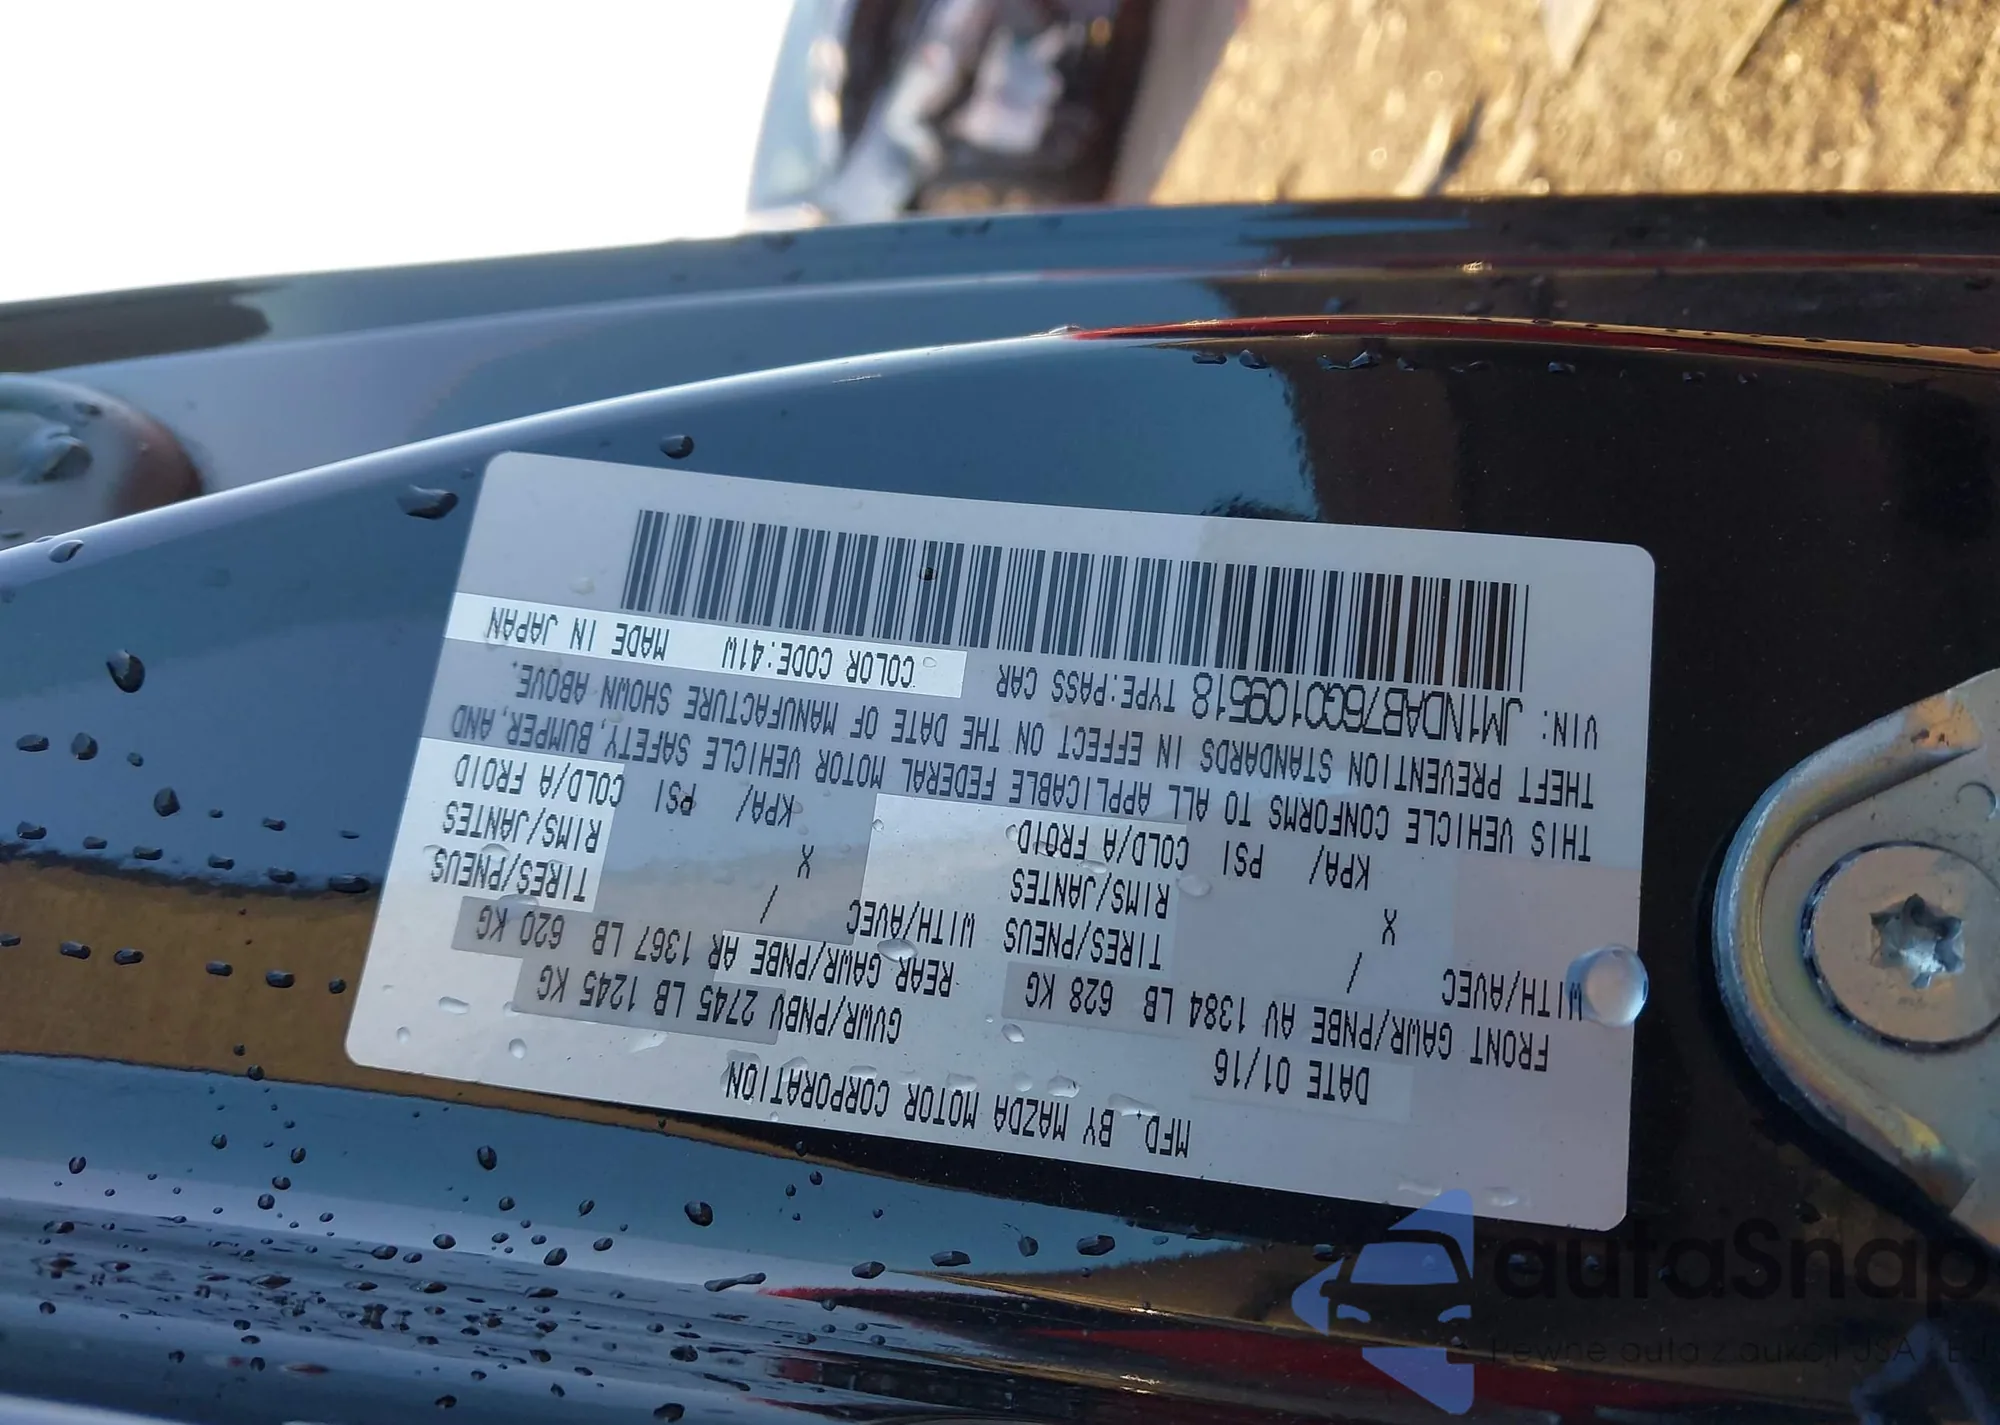 MFD. BY MAZDA MOTOR CORPORATION
DATE 01/16
GVWR/PNBV 2745 LB 1245 KG
FRONT GAWR/PNBE AV 1384 LB 628 KG
REAR GAWR/PNBE AR 1367 LB 620 KG
WITH/AVEC / TIRES/PNEUS
WITH/AVEC / TIRES/PNEUS
X RIMS/JANTES
X RIMS/JANTES
KPA/ PSI COLD/A FROID
KPA/ PSI COLD/A FROID
THIS VEHICLE CONFORMS TO ALL APPLICABLE FEDERAL MOTOR VEHICLE SAFETY, BUMPER, AND
THEFT PREVENTION STANDARDS IN EFFECT ON THE DATE OF MANUFACTURE SHOWN ABOVE.
VIN: JM1NDAB76G0109518 TYPE:PASS CAR
COLOR CODE:41W MADE IN JAPAN
autaSnap
Pewne auta z aukcji USA